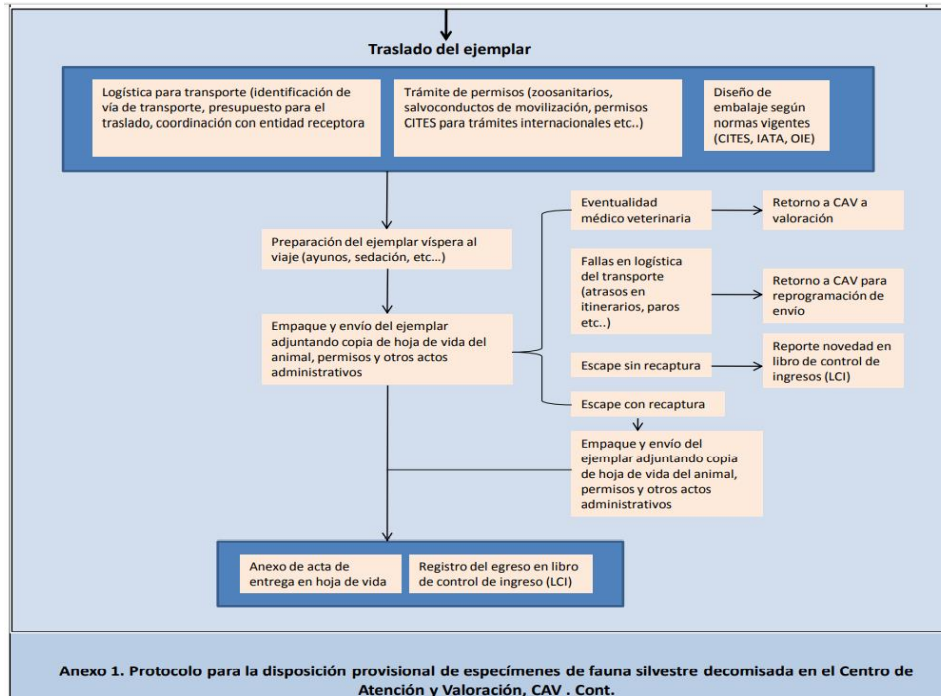 Traslado del ejemplar
Logística para transporte (identificación de
vía de transporte, presupuesto para el
traslado, coordinación con entidad receptora
Trámite de permisos (zoosanitarios,
salvoconductos de movilización, permisos
CITES para trámites internacionales etc..)
Diseño de
embalaje según
normas vigentes
(CITES, IATA, OIE)
Preparación del ejemplar víspera al
viaje (ayunos, sedación, etc...)
Empaque y envío del ejemplar
adjuntando copia de hoja de vida del
animal, permisos y otros actos
administrativos
Eventualidad
médico veterinaria
Retorno a CAV a
valoración
Fallas en logística
del transporte
(atrasos en
itinerarios, paros
etc..)
Retorno a CAV para
reprogramación de
envío
Escape sin recaptura
Reporte novedad en
libro de control de
ingresos (LCI)
Escape con recaptura
Empaque y envío del
ejemplar adjuntando copia
de hoja de vida del animal,
permisos y otros actos
administrativos
Anexo de acta de
entrega en hoja de vida
Registro del egreso en libro
de control de ingreso (LCI)
Anexo 1. Protocolo para la disposición provisional de especímenes de fauna silvestre decomisada en el Centro de
Atención y Valoración, CAV . Cont.